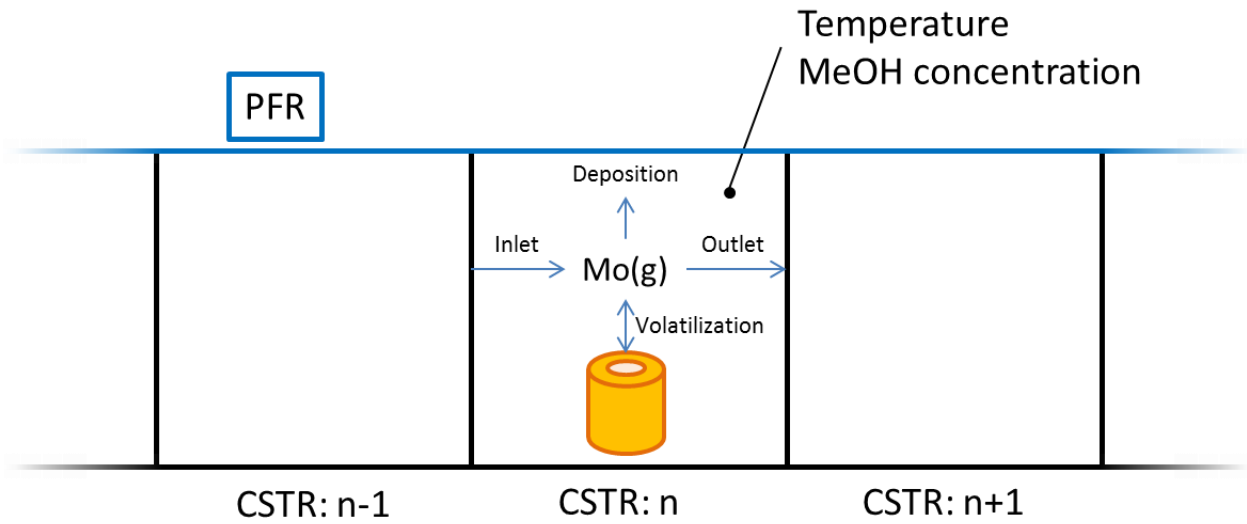 Temperature
MeOH concentration
PFR
Deposition
Inlet
Outlet
Mo(g)
Volatilization
CSTR: n-1
CSTR: n
CSTR: n+1